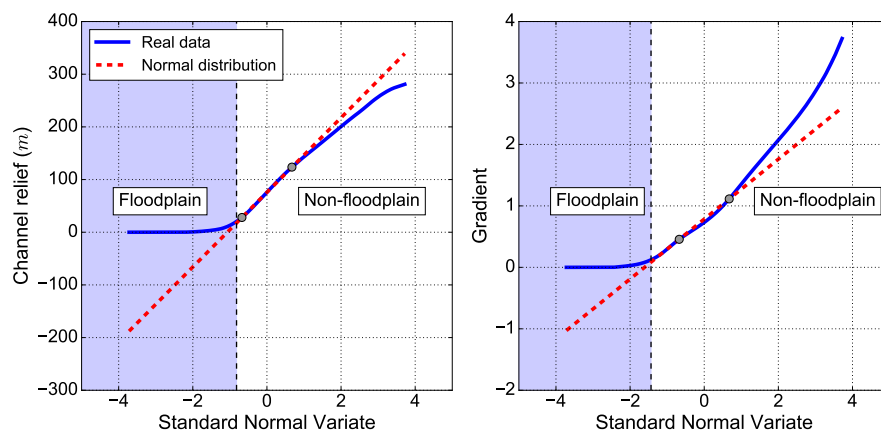 400
300
200
100
0
−100
−200
−300
Channel relief (m)
Real data
Normal distribution
Floodplain
Non-floodplain
−4
−2
0
2
4
Standard Normal Variate
4
3
2
1
0
−1
−2
Gradient
Floodplain
Non-floodplain
−4
−2
0
2
4
Standard Normal Variate